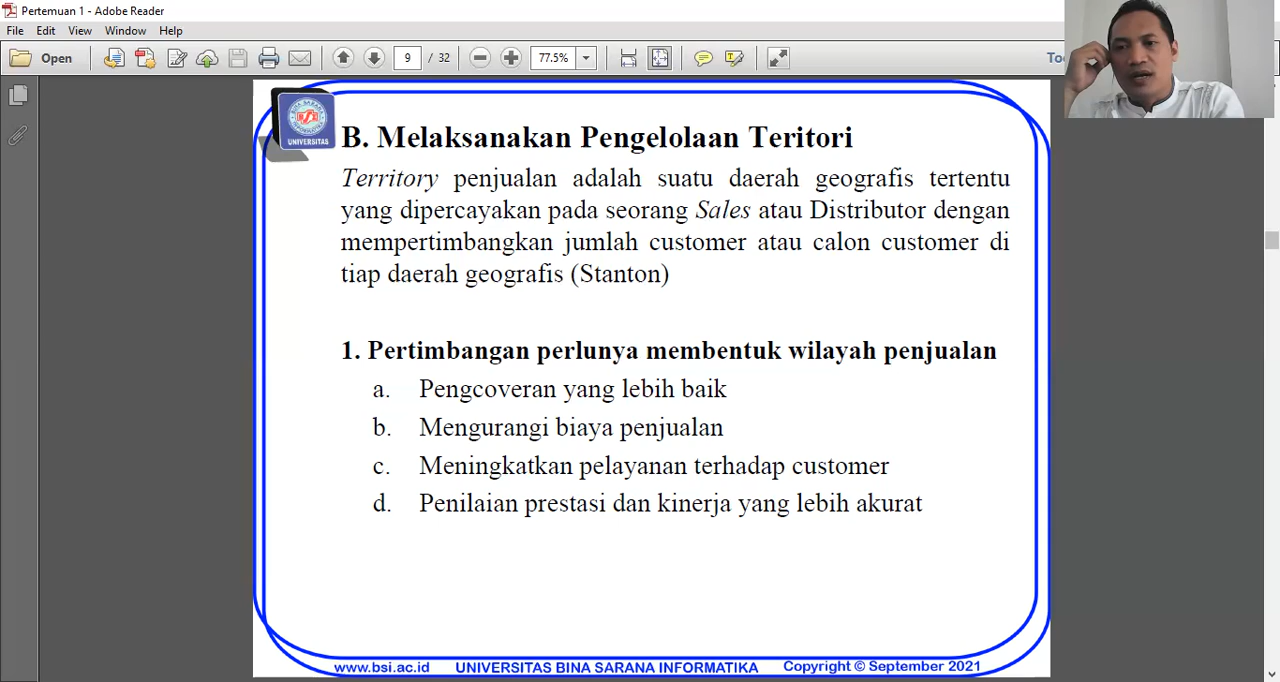 Pertemuan 1 - Adobe Reader
File Edit View Window Help
Open 9 / 32 77.5%
B. Melaksanakan Pengelolaan Teritori
Territory penjualan adalah suatu daerah geografis tertentu
yang dipercayakan pada seorang Sales atau Distributor dengan
mempertimbangkan jumlah customer atau calon customer di
tiap daerah geografis (Stanton)
1. Pertimbangan perlunya membentuk wilayah penjualan
a. Pengcoveran yang lebih baik
b. Mengurangi biaya penjualan
c. Meningkatkan pelayanan terhadap customer
d. Penilaian prestasi dan kinerja yang lebih akurat
UNIVERSITAS
www.bsi.ac.id UNIVERSITAS BINA SARANA INFORMATIKA Copyright © September 2021